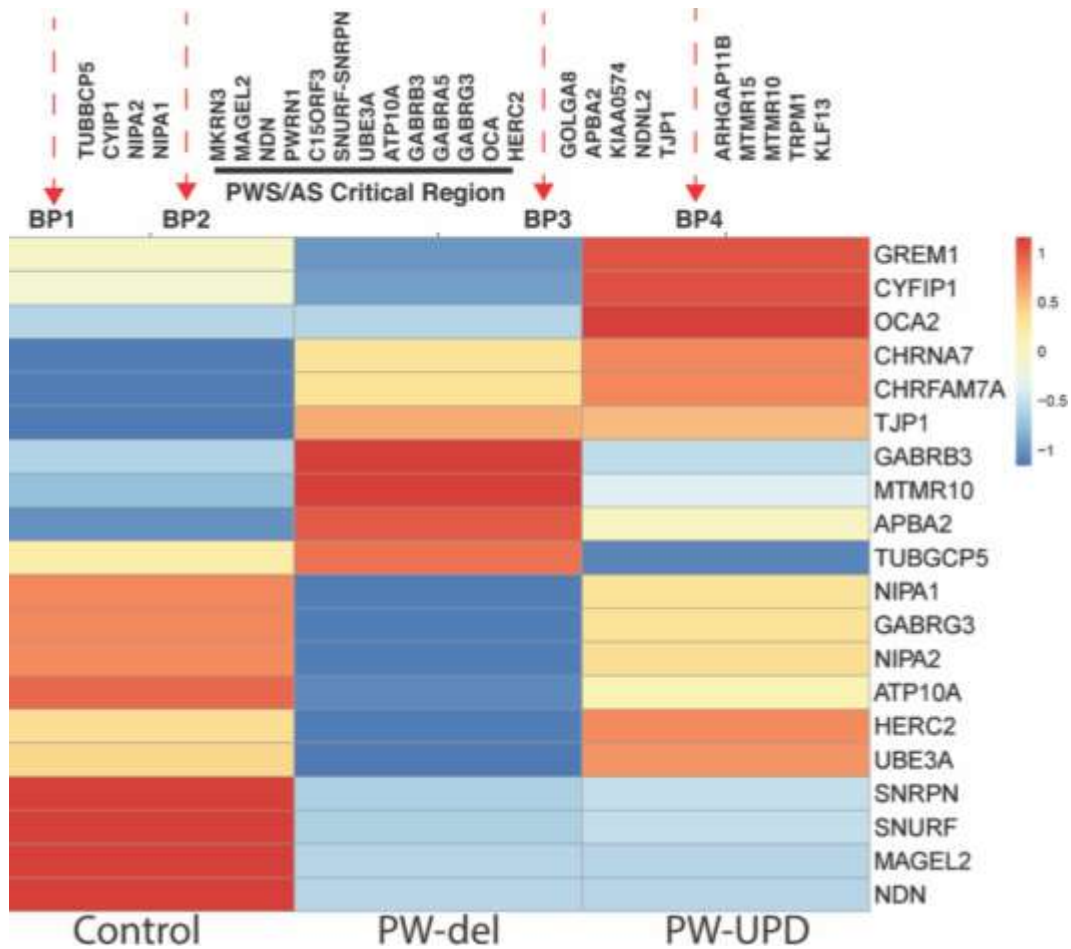 TUBBCP5
CYIP1
NIPA2
NIPA1
MKRN3
MAGEL2
NDN
PWRN1
C15ORF3
SNURF-SNRPN
UBE3A
ATP10A
GABRB3
GABRA5
GABRG3
OCA
HERC2
GOLGA8
APBA2
KIAA0574
NDNL2
TJP1
ARHGAP11B
MTMR15
MTMR10
TRPM1
KLF13
PWS/AS Critical Region
BP1 BP2 BP3 BP4
GREM1
CYFIP1
OCA2
CHRNA7
CHRFAM7A
TJP1
GABRB3
MTMR10
APBA2
TUBGCP5
NIPA1
GABRG3
NIPA2
ATP10A
HERC2
UBE3A
SNRPN
SNURF
MAGEL2
NDN
1
0.5
0
−0.5
−1
Control PW-del PW-UPD